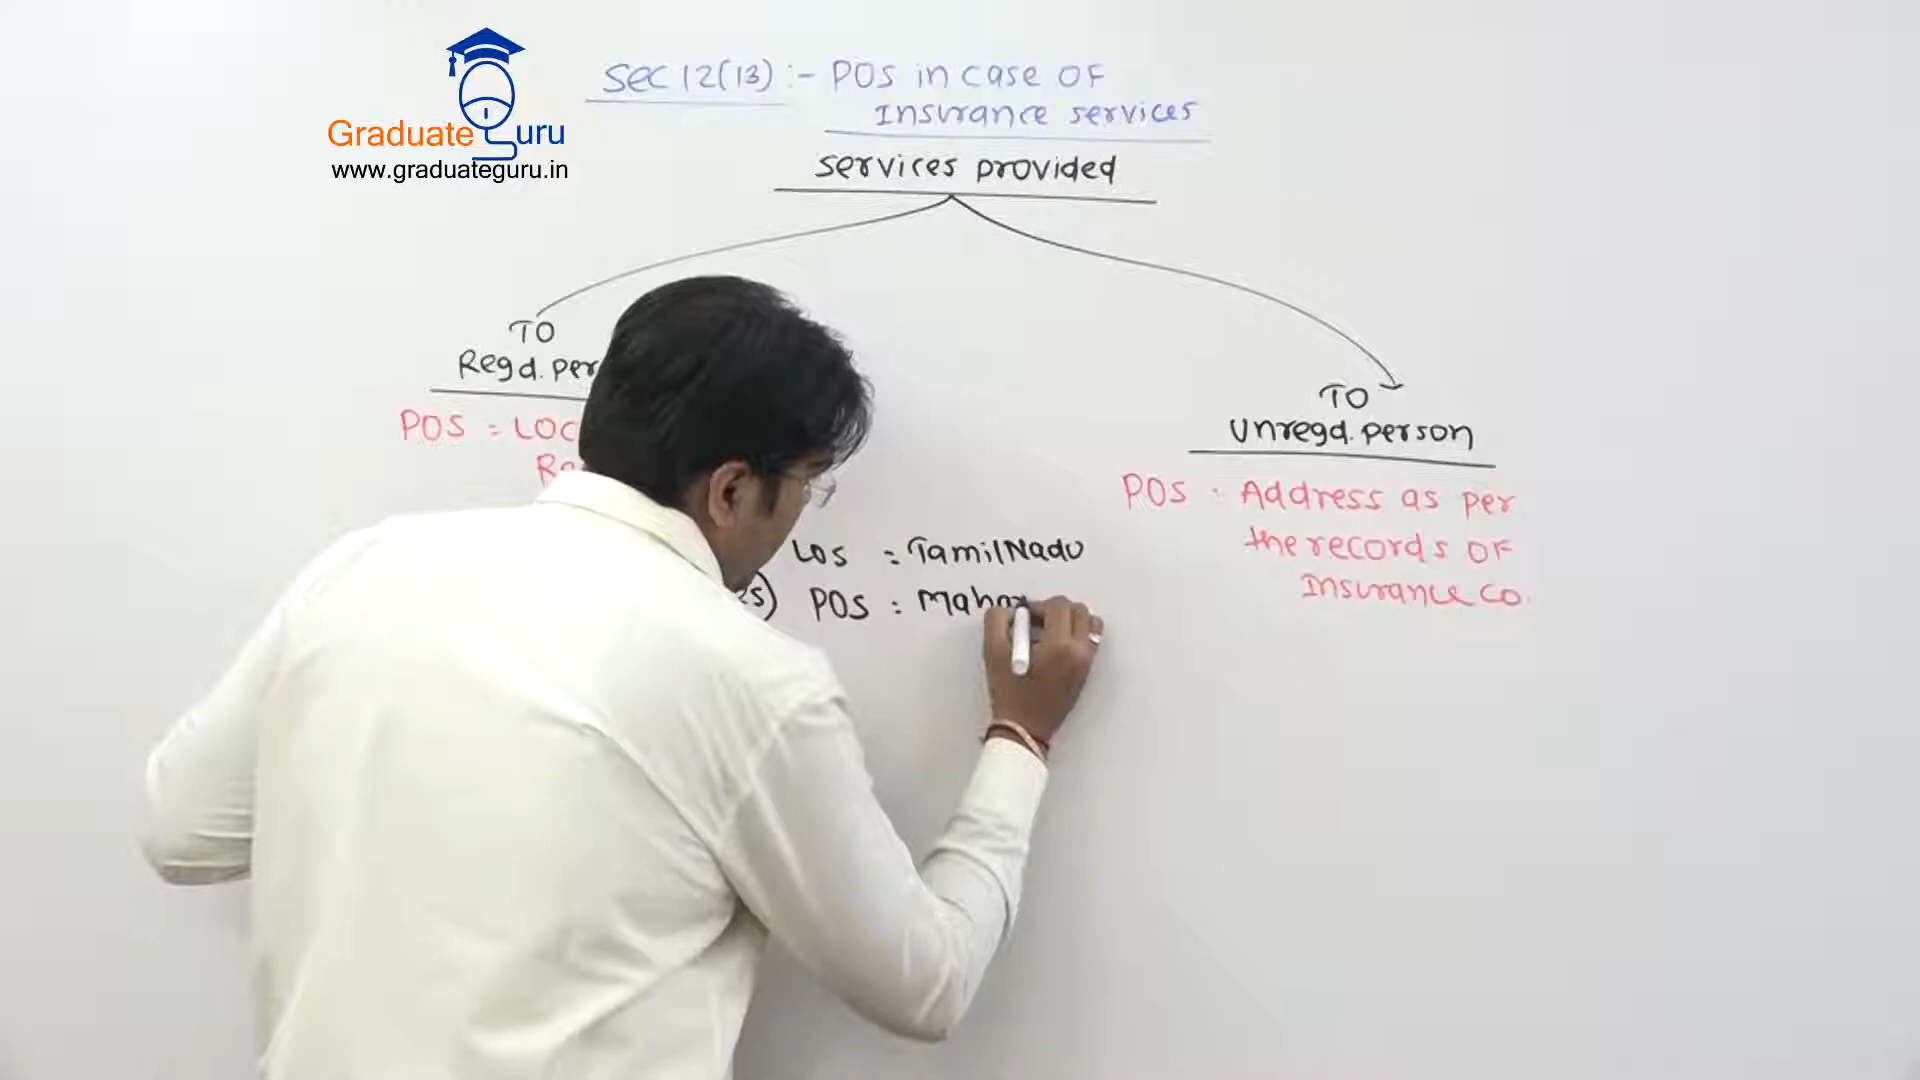 Graduate Guru
www.graduateguru.in
Sec 12(13) :- POS in case of
Insurance services
services provided
TO
Regd. per
POS = LOC
TO
Unregd. person
POS : Address as per
the records of
Insurance co.
LOS = TamilNadu
POS : Mahar